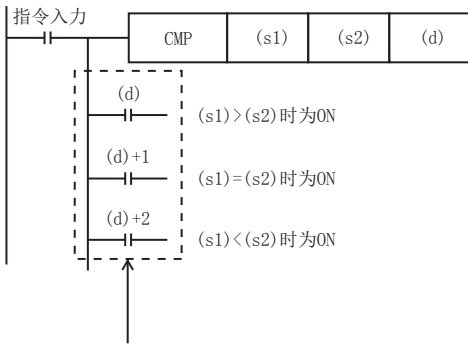 指令入力
CMP (s1) (s2) (d)
(d)
(s1)>(s2)时为ON
(d)+1
(s1)=(s2)时为ON
(d)+2
(s1)<(s2)时为ON